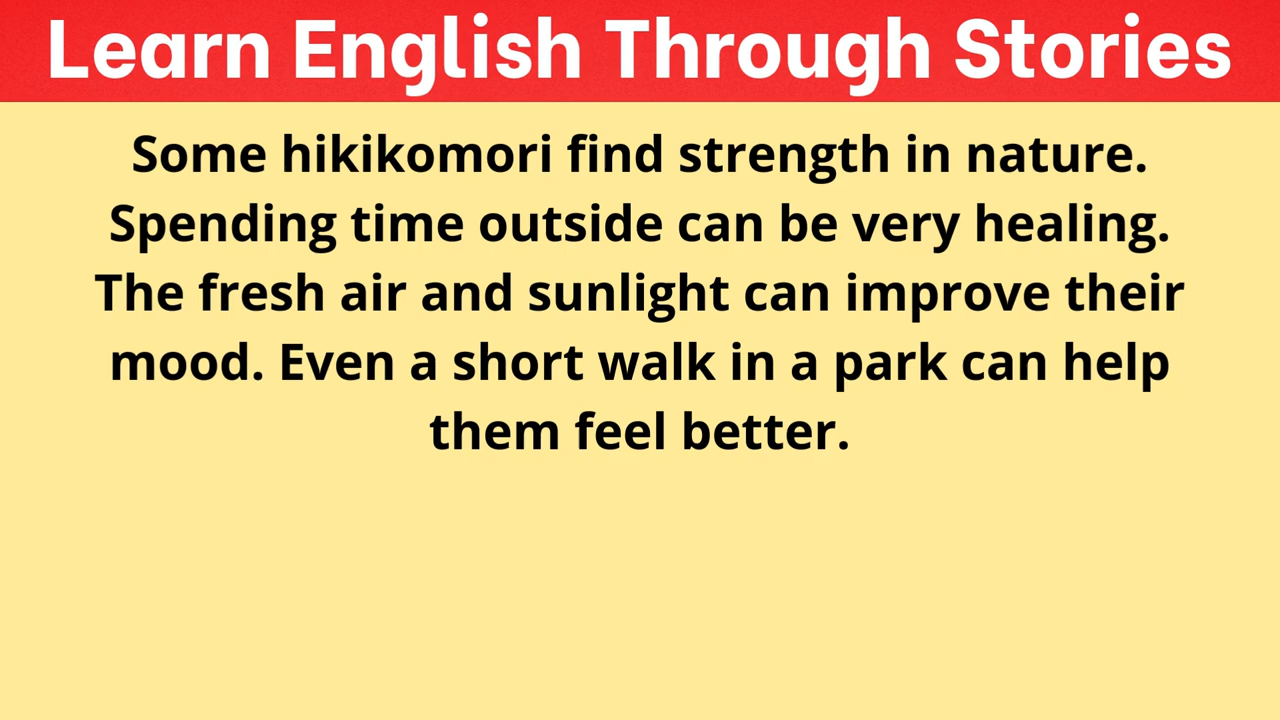 Learn English Through Stories
Some hikikomori find strength in nature.
Spending time outside can be very healing.
The fresh air and sunlight can improve their
mood. Even a short walk in a park can help
them feel better.